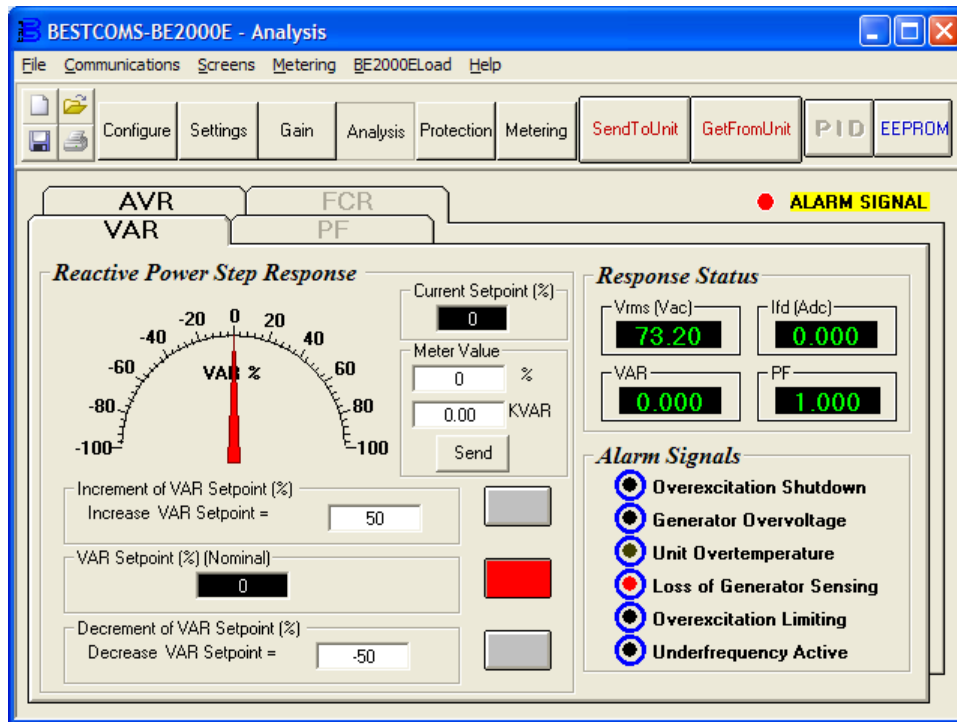 BESTCOMS-BE2000E - Analysis
File Communications Screens Metering BE2000ELoad Help
Configure Settings Gain Analysis Protection Metering SendToUnit GetFromUnit PID EEPROM
AVR FCR
ALARM SIGNAL
VAR PF
Reactive Power Step Response
-100 -80 -60 -40 -20 0 20 40 60 80 100
VAR %
Current Setpoint (%)
0
Meter Value
0 %
0.00 KVAR
Send
Increment of VAR Setpoint (%)
Increase VAR Setpoint = 50
VAR Setpoint (%) (Nominal)
0
Decrement of VAR Setpoint (%)
Decrease VAR Setpoint = -50
Response Status
Vrms (Vac) Ifd (Adc)
73.20 0.000
VAR PF
0.000 1.000
Alarm Signals
Overexcitation Shutdown
Generator Overvoltage
Unit Overtemperature
Loss of Generator Sensing
Overexcitation Limiting
Underfrequency Active